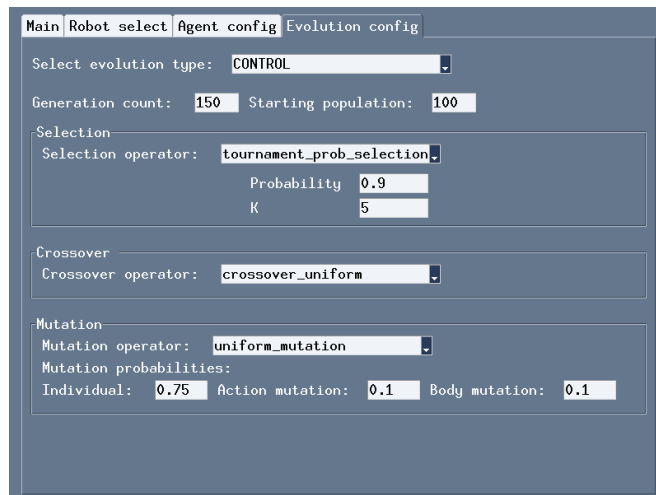 Main Robot select Agent config Evolution config
Select evolution type: CONTROL
Generation count: 150 Starting population: 100
Selection
Selection operator: tournament_prob_selection
Probability 0.9
K 5
Crossover
Crossover operator: crossover_uniform
Mutation
Mutation operator: uniform_mutation
Mutation probabilities:
Individual: 0.75 Action mutation: 0.1 Body mutation: 0.1